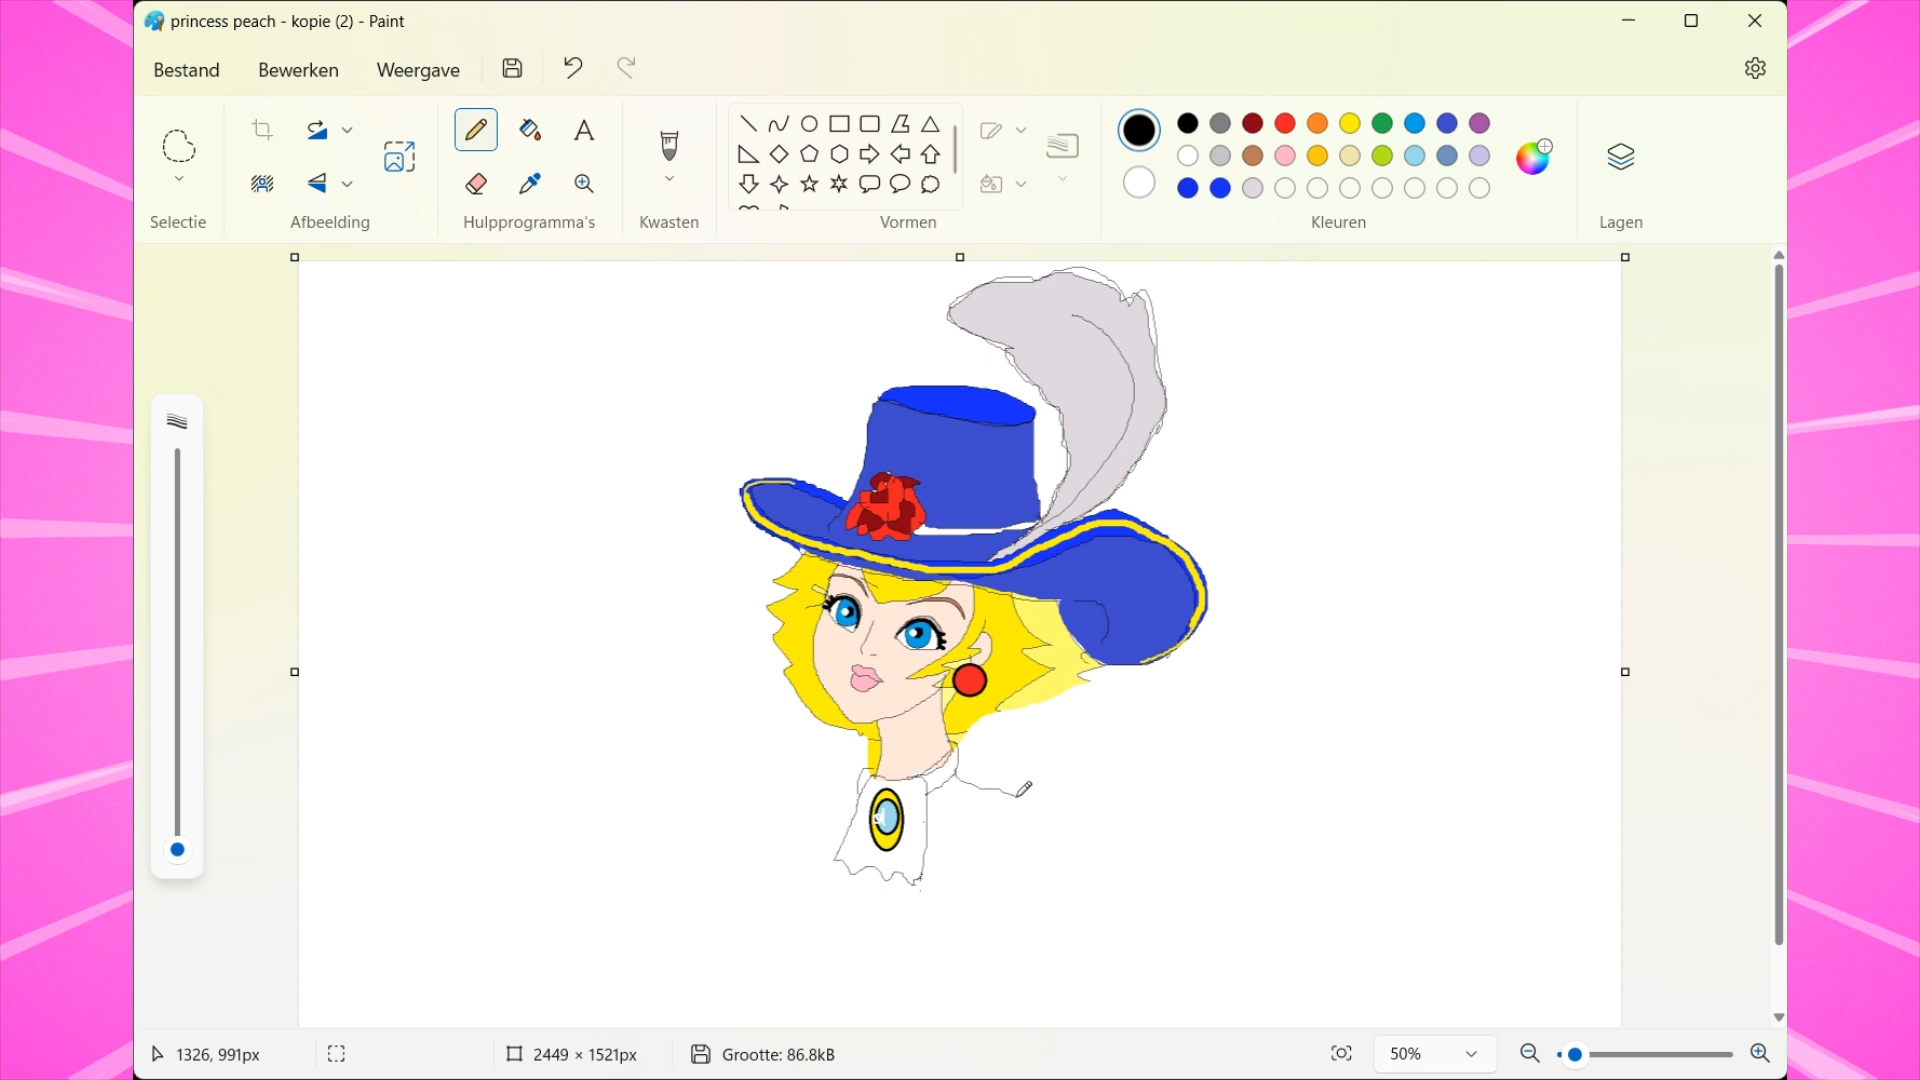 princess peach - kopie (2) - Paint
Bestand Bewerken Weergave
Selectie Afbeelding Hulpprogramma's Kwasten Vormen Kleuren Lagen
1326, 991px 2449 × 1521px Grootte: 86.8kB 50%